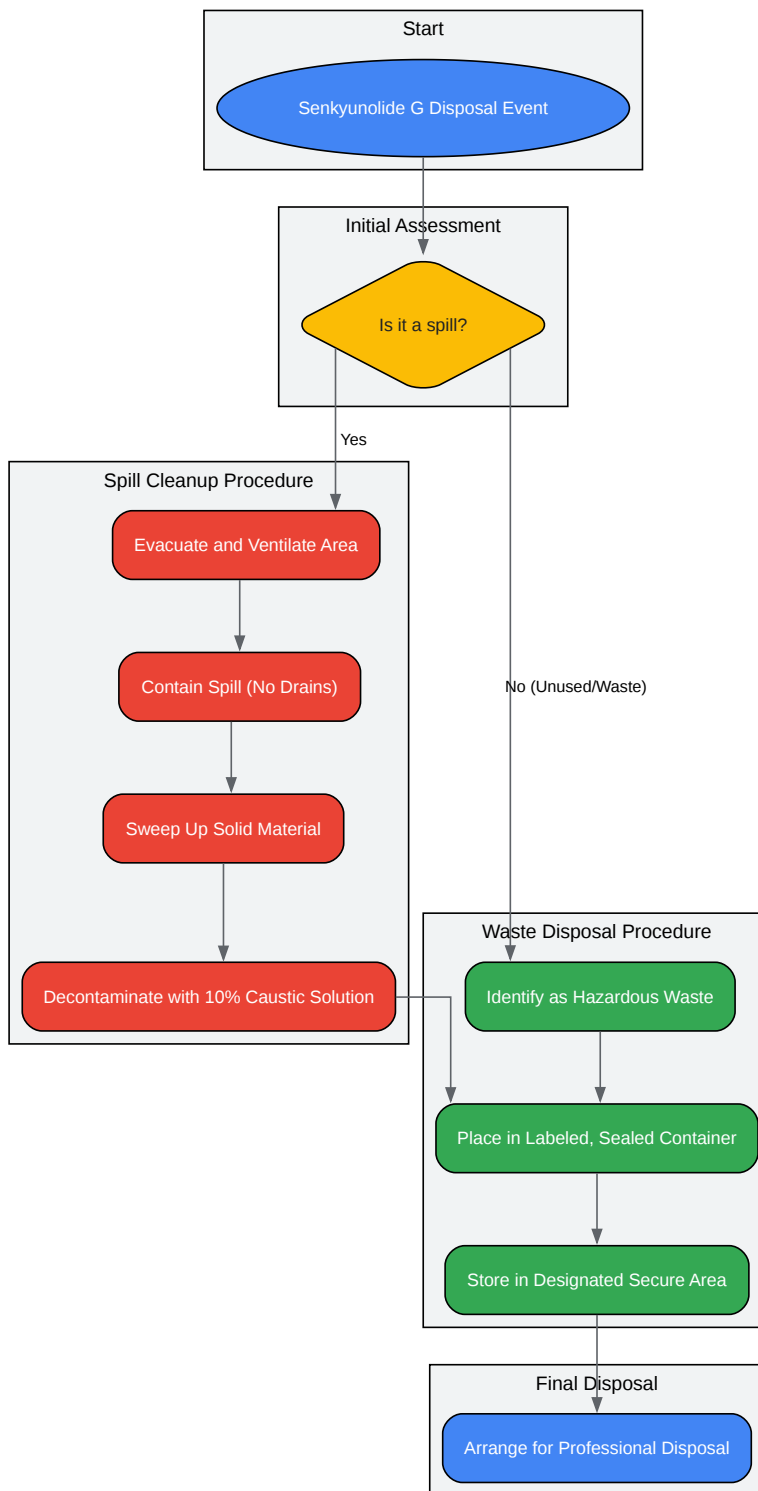 Start
Senkyunolide G Disposal Event
Initial Assessment
Is it a spill?
Yes
Spill Cleanup Procedure
Evacuate and Ventilate Area
Contain Spill (No Drains)
No (Unused/Waste)
Sweep Up Solid Material
Decontaminate with 10% Caustic Solution
Waste Disposal Procedure
Identify as Hazardous Waste
Place in Labeled, Sealed Container
Store in Designated Secure Area
Final Disposal
Arrange for Professional Disposal